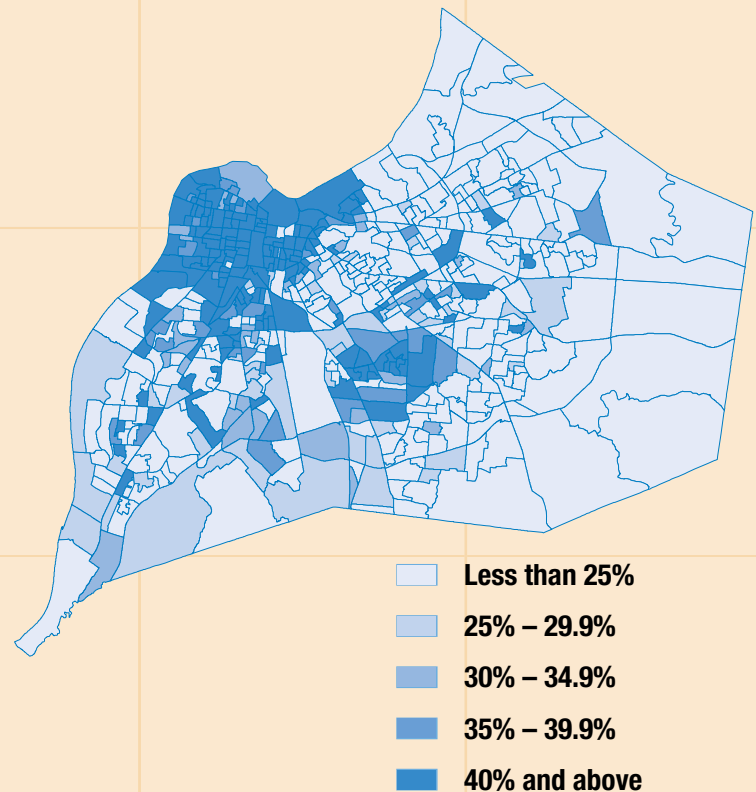 Less than 25%
25% – 29.9%
30% – 34.9%
35% – 39.9%
40% and above